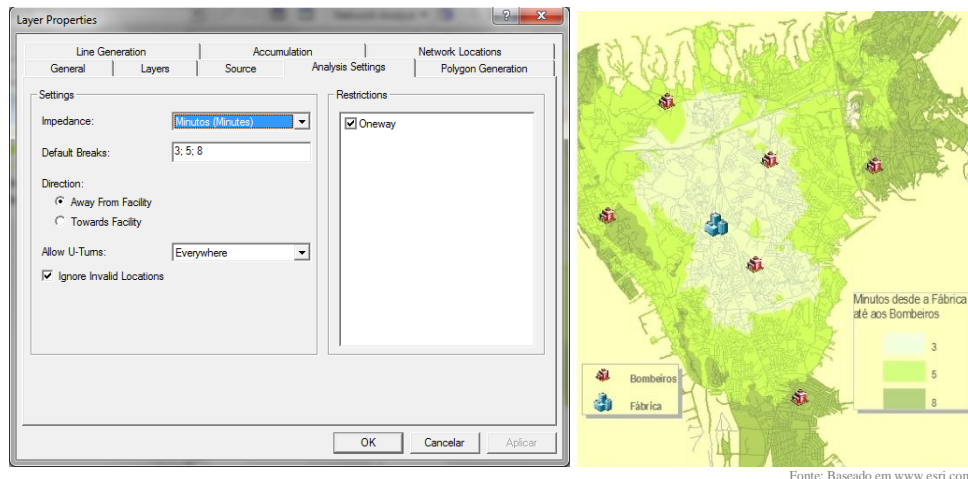 Layer Properties
Line Generation
Accumulation
Network Locations
General
Layers
Source
Analysis Settings
Polygon Generation
Settings
Impedance:
Minutos (Minutes)
Default Breaks:
3; 5; 8
Direction:
Away From Facility
Towards Facility
Allow U-Turns:
Everywhere
Ignore Invalid Locations
Restrictions
Oneway
OK
Cancelar
Aplicar
Minutos desde a Fábrica
até aos Bombeiros
3
5
8
Bombeiros
Fábrica
Fonte: Baseado em www.esri.com